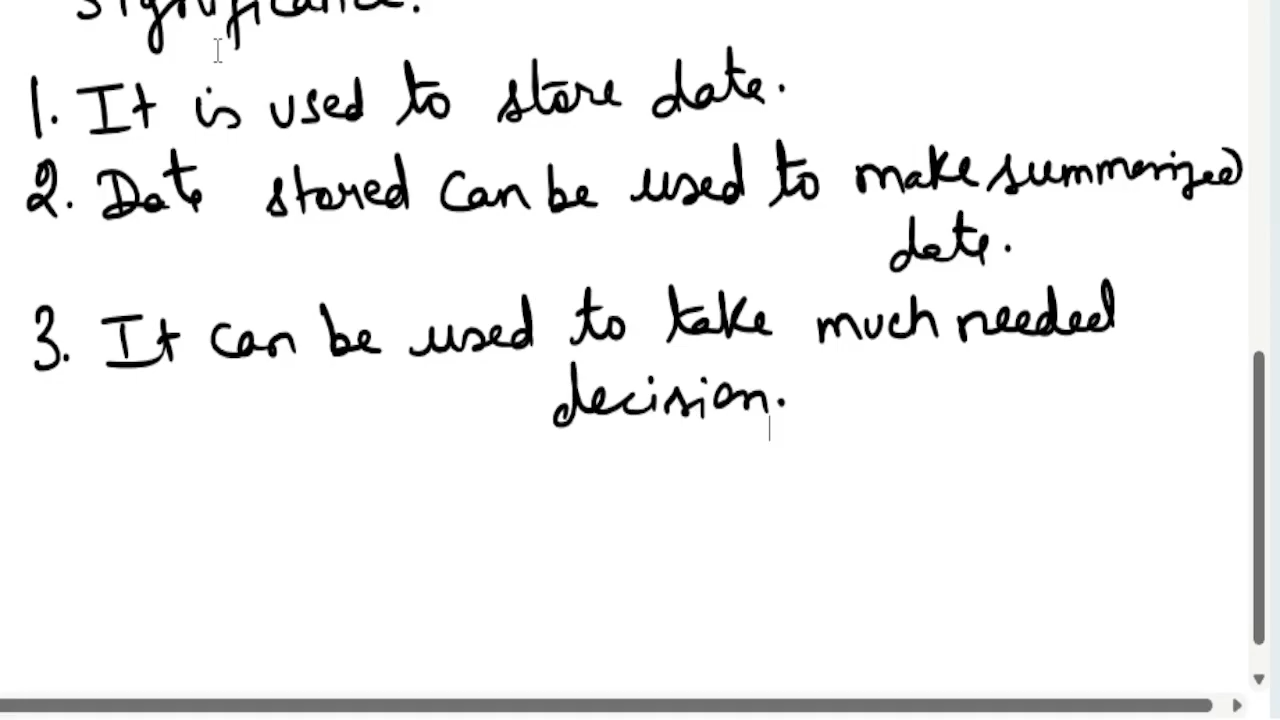 significance.
1. It is used to store date.
2. Date stored can be used to make summarized
date.
3. It can be used to take much needed
decision.